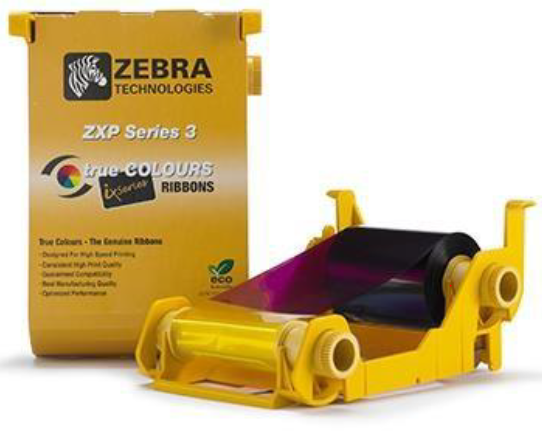 ZEBRA
TECHNOLOGIES
ZXP Series 3
true COLOURS
ix series
RIBBONS
True Colours - The Genuine Ribbons
- Designed For High Speed Printing
- Consistent High Print Quality
- Guaranteed Compatibility
- Best Manufacturing Quality
- Optimized Performance
eco